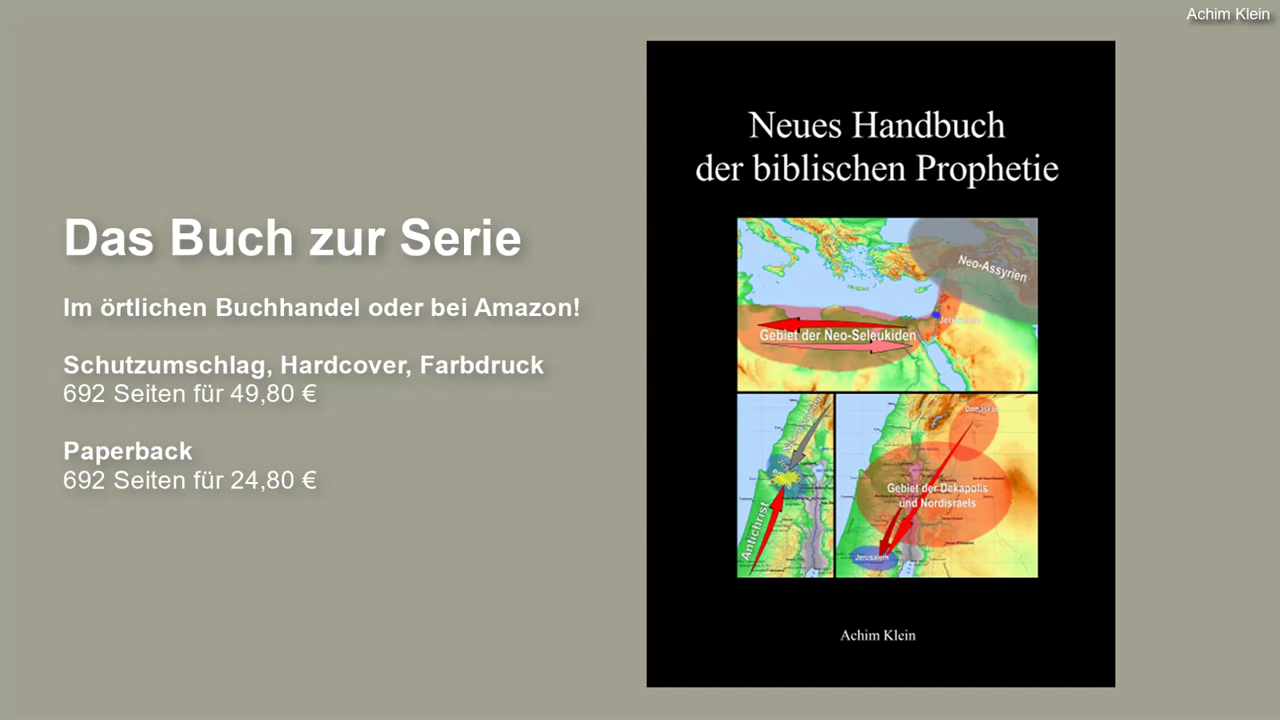 Achim Klein
Das Buch zur Serie
Im örtlichen Buchhandel oder bei Amazon!
Schutzumschlag, Hardcover, Farbdruck
692 Seiten für 49,80 €
Paperback
692 Seiten für 24,80 €
Neues Handbuch
der biblischen Prophetie
Neo-Assyrien
Jerusalem
Gebiet der Neo-Seleukiden
Antichrist
Damaskus
Gebiet der Dekapolis
und Nordisraels
Jerusalem
Achim Klein